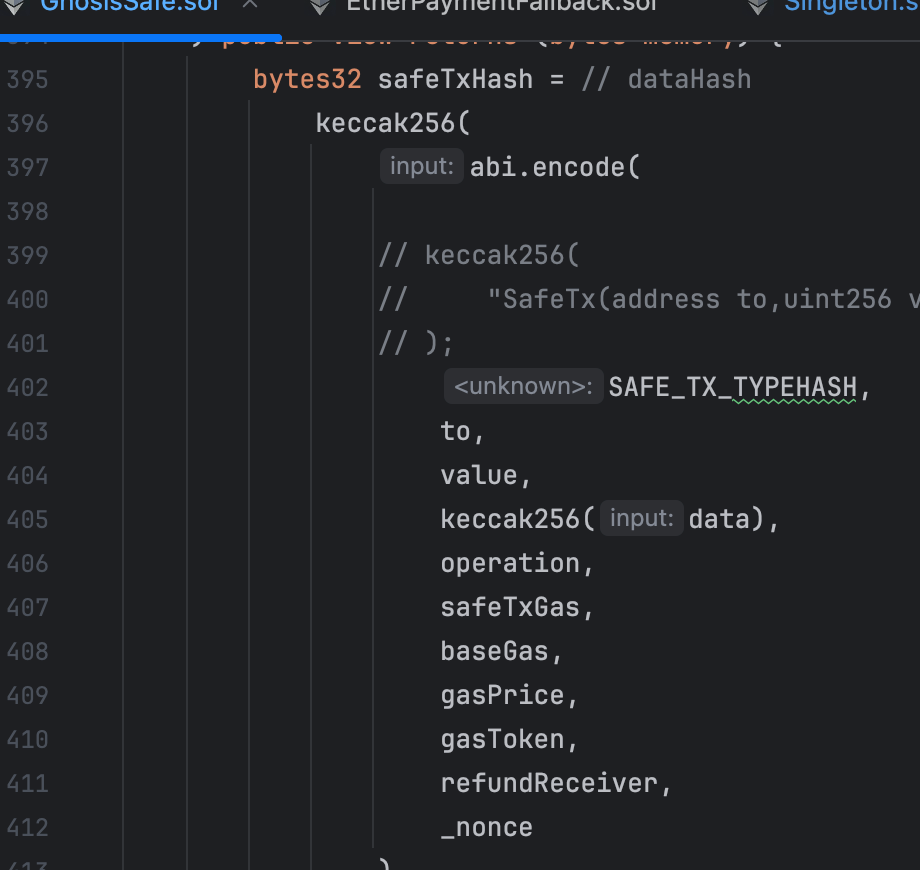 GnosisSafe.sol EtherPaymentFallback.sol Singleton.s
394 ) public view returns (bytes memory) {
395 bytes32 safeTxHash = // dataHash
396 keccak256(
397 input: abi.encode(
398
399 // keccak256(
400 // "SafeTx(address to,uint256 v
401 // );
402 <unknown>: SAFE_TX_TYPEHASH,
403 to,
404 value,
405 keccak256( input: data),
406 operation,
407 safeTxGas,
408 baseGas,
409 gasPrice,
410 gasToken,
411 refundReceiver,
412 _nonce
413 )